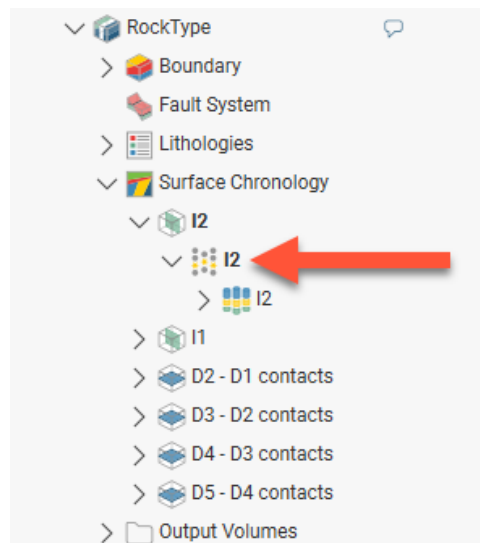 RockType
Boundary
Fault System
Lithologies
Surface Chronology
I2
I2
I2
I1
D2 - D1 contacts
D3 - D2 contacts
D4 - D3 contacts
D5 - D4 contacts
Output Volumes